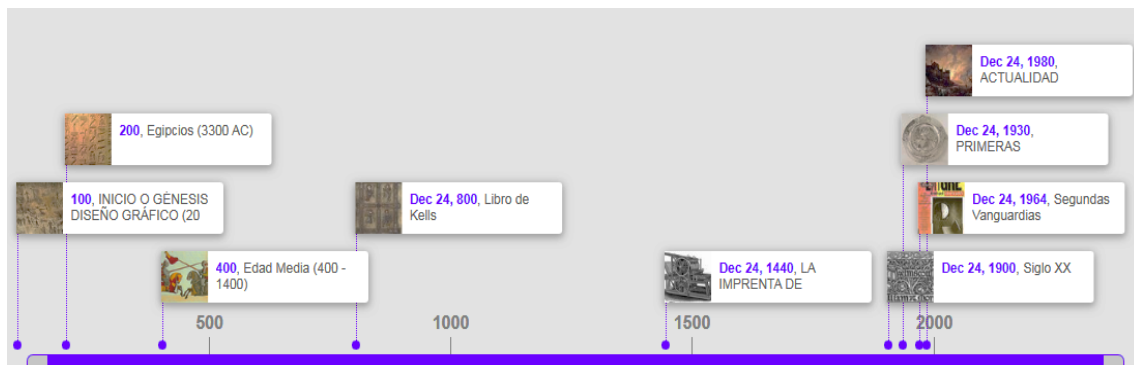 Dec 24, 1980,
ACTUALIDAD
200, Egipcios (3300 AC)
Dec 24, 1930,
PRIMERAS
100, INICIO O GÉNESIS
DISEÑO GRÁFICO (20
Dec 24, 800, Libro de
Kells
Dec 24, 1964, Segundas
Vanguardias
400, Edad Media (400 -
1400)
Dec 24, 1440, LA
IMPRENTA DE
Dec 24, 1900, Siglo XX
500
1000
1500
2000